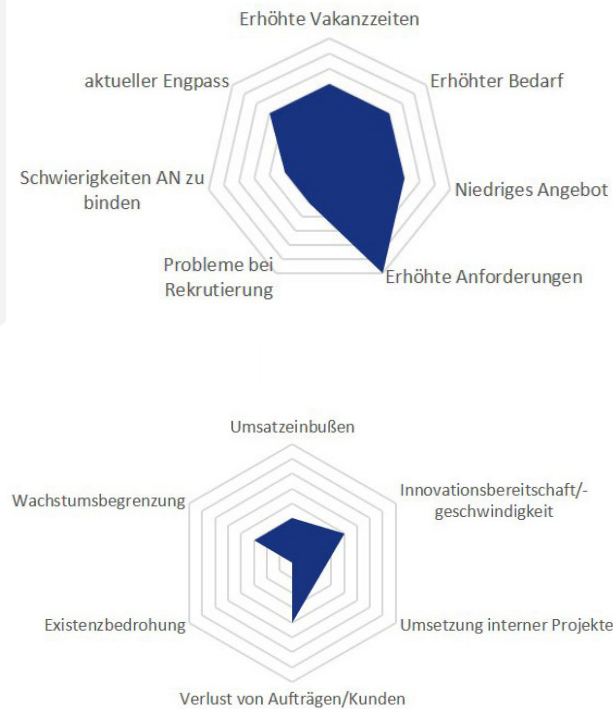 Erhöhte Vakanzzeiten
aktueller Engpass
Erhöhter Bedarf
Schwierigkeiten AN zu
binden
Niedriges Angebot
Probleme bei
Rekrutierung
Erhöhte Anforderungen
Umsatzeinbußen
Wachstumsbegrenzung
Innovationsbereitschaft/-
geschwindigkeit
Existenzbedrohung
Umsetzung interner Projekte
Verlust von Aufträgen/Kunden